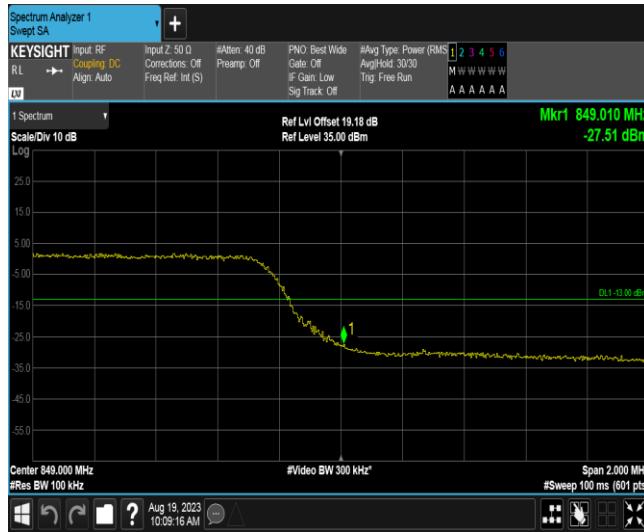 Spectrum Analyzer 1
Swept SA
+
KEYSIGHT Input: RF Input Z: 50 Ω #Atten: 40 dB PNO: Best Wide #Avg Type: Power (RMS 1 2 3 4 5 6
RL Coupling: DC Corrections: Off Preamp: Off Gate: Off Avg|Hold: 30/30 M W W W W W
Align: Auto Freq Ref: Int (S) IF Gain: Low Trig: Free Run
LXI Sig Track: Off A A A A A A
1 Spectrum
Scale/Div 10 dB
Ref Lvl Offset 19.18 dB
Ref Level 35.00 dBm
Mkr1 849.010 MHz
-27.51 dBm
Log
25.0
15.0
5.00
-5.00
DL1 -13.00 dBm
-15.0
1
-25.0
-35.0
-45.0
-55.0
Center 849.000 MHz #Video BW 300 kHz* Span 2.000 MH
#Res BW 100 kHz #Sweep 100 ms (601 pts
?
Aug 19, 2023
10:09:16 AM